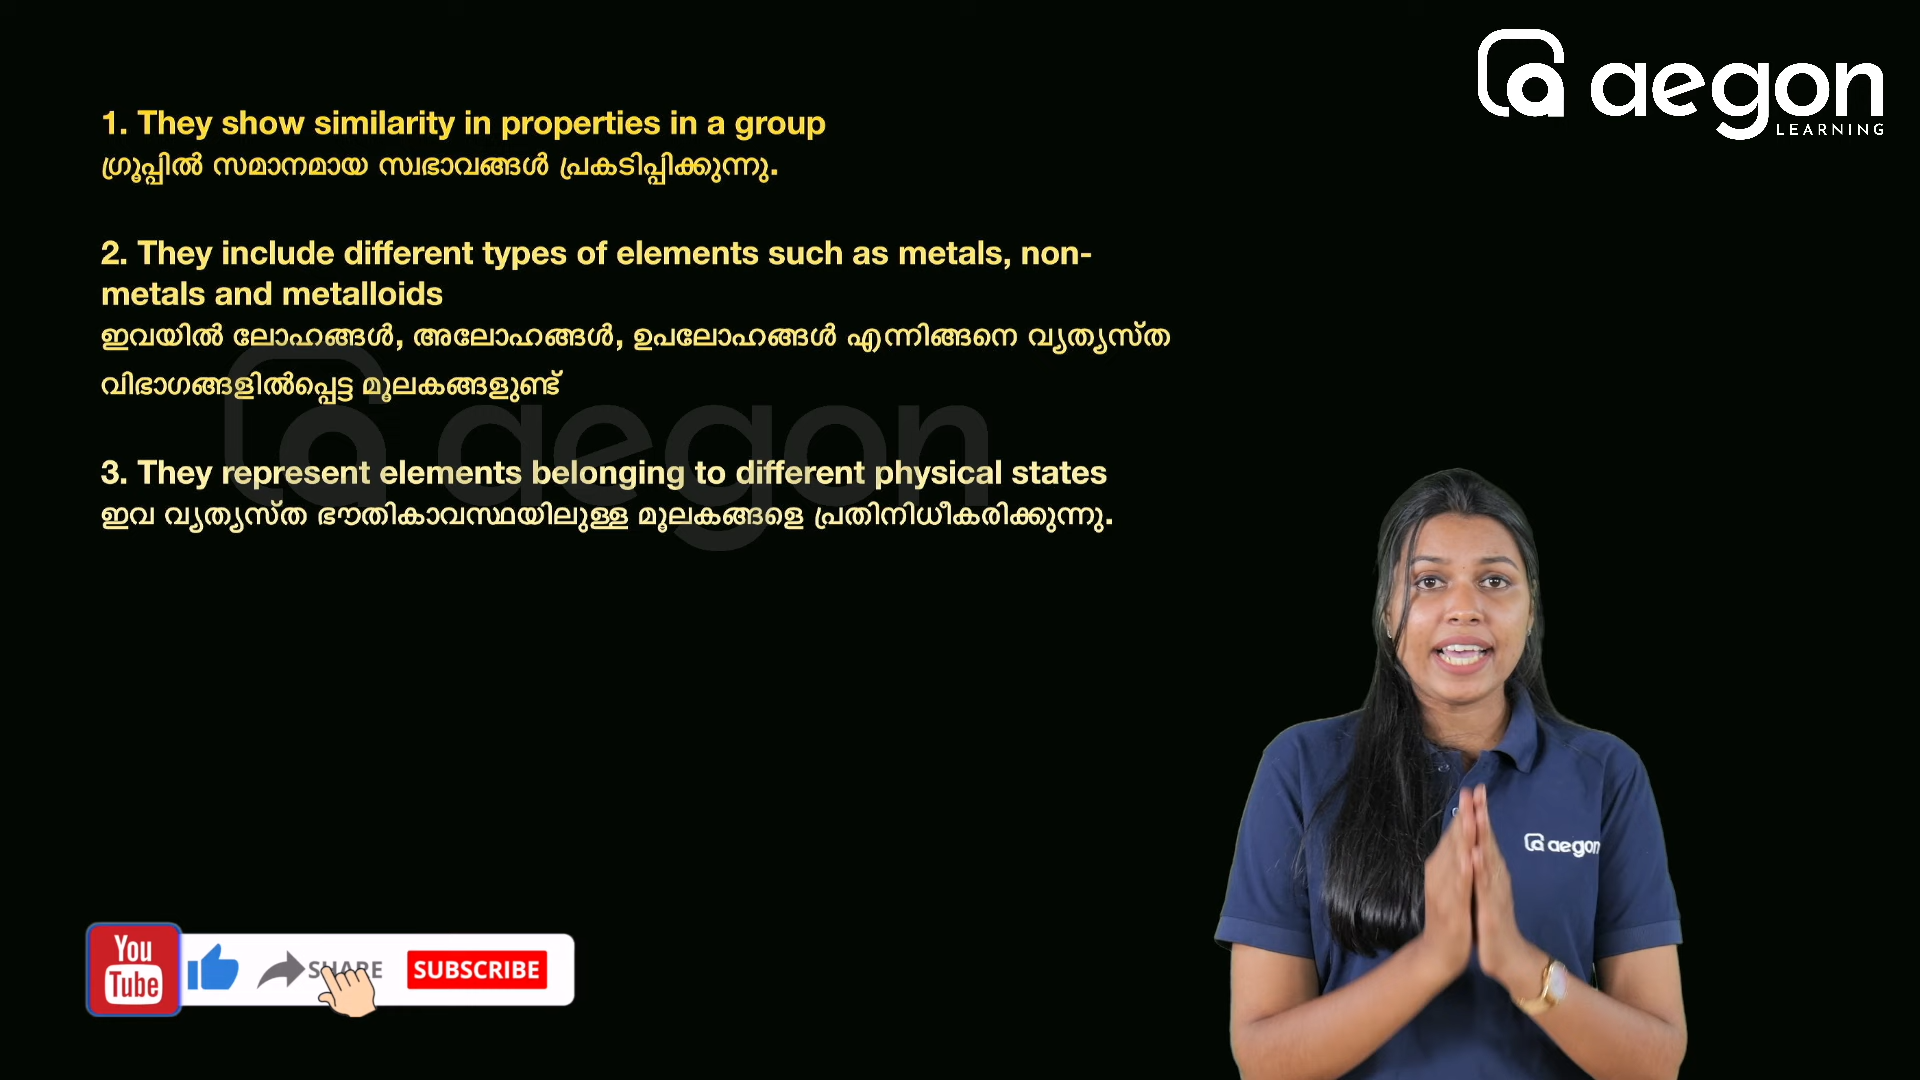 aegon
LEARNING
1. They show similarity in properties in a group
ഗ്രൂപ്പിൽ സമാനമായ സ്വഭാവങ്ങൾ പ്രകടിപ്പിക്കുന്നു.
2. They include different types of elements such as metals, non-
metals and metalloids
ഇവയിൽ ലോഹങ്ങൾ, അലോഹങ്ങൾ, ഉപലോഹങ്ങൾ എന്നിങ്ങനെ വ്യത്യസ്ത
വിഭാഗങ്ങളിൽപ്പെട്ട മൂലകങ്ങളുണ്ട്
aegon
3. They represent elements belonging to different physical states
ഇവ വ്യത്യസ്ത ഭൗതികാവസ്ഥയിലുള്ള മൂലകങ്ങളെ പ്രതിനിധീകരിക്കുന്നു.
aegon
You
Tube
SHARE
SUBSCRIBE